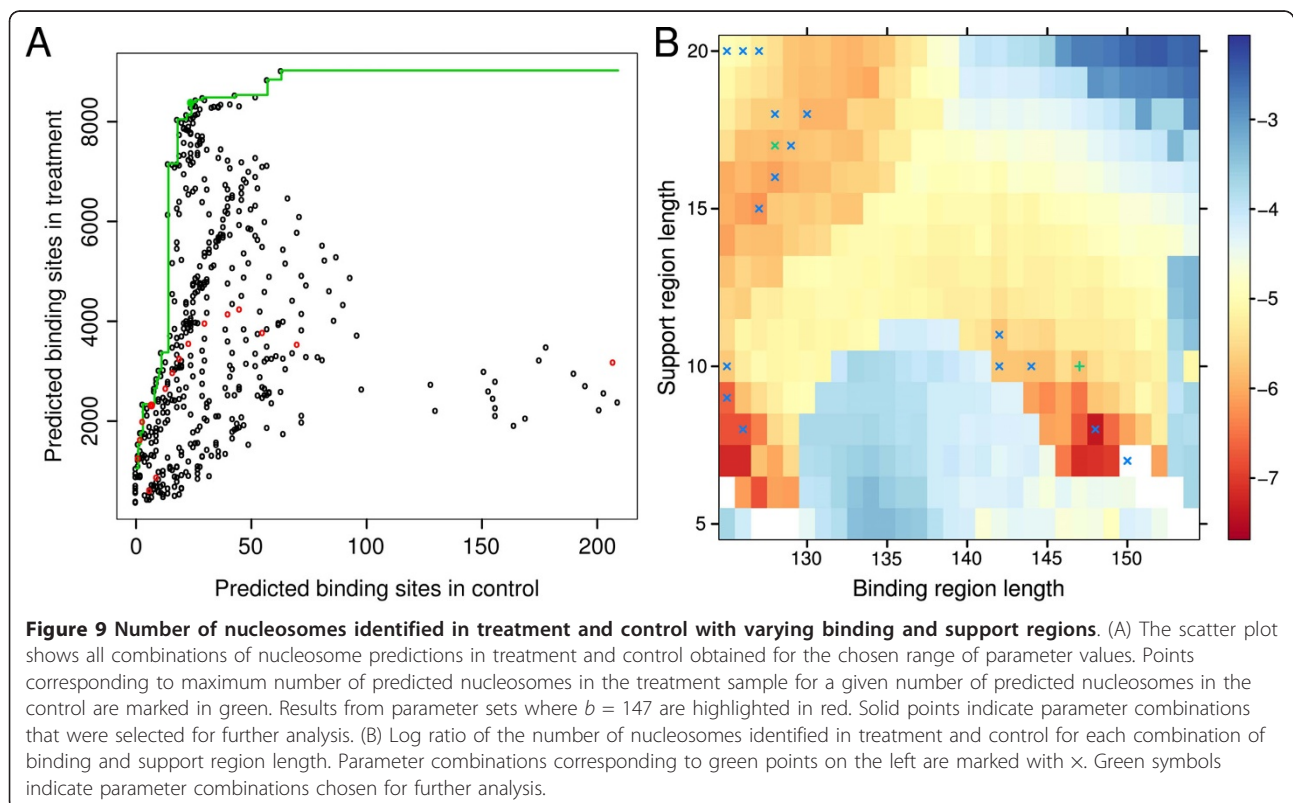 A
Predicted binding sites in treatment
8000
6000
4000
2000
0 50 100 150 200
Predicted binding sites in control
B
Support region length
20
15
10
5
130 135 140 145 150
Binding region length
−3
−4
−5
−6
−7
Figure 9 Number of nucleosomes identified in treatment and control with varying binding and support regions. (A) The scatter plot
shows all combinations of nucleosome predictions in treatment and control obtained for the chosen range of parameter values. Points
corresponding to maximum number of predicted nucleosomes in the treatment sample for a given number of predicted nucleosomes in the
control are marked in green. Results from parameter sets where b = 147 are highlighted in red. Solid points indicate parameter combinations
that were selected for further analysis. (B) Log ratio of the number of nucleosomes identified in treatment and control for each combination of
binding and support region length. Parameter combinations corresponding to green points on the left are marked with ×. Green symbols
indicate parameter combinations chosen for further analysis.